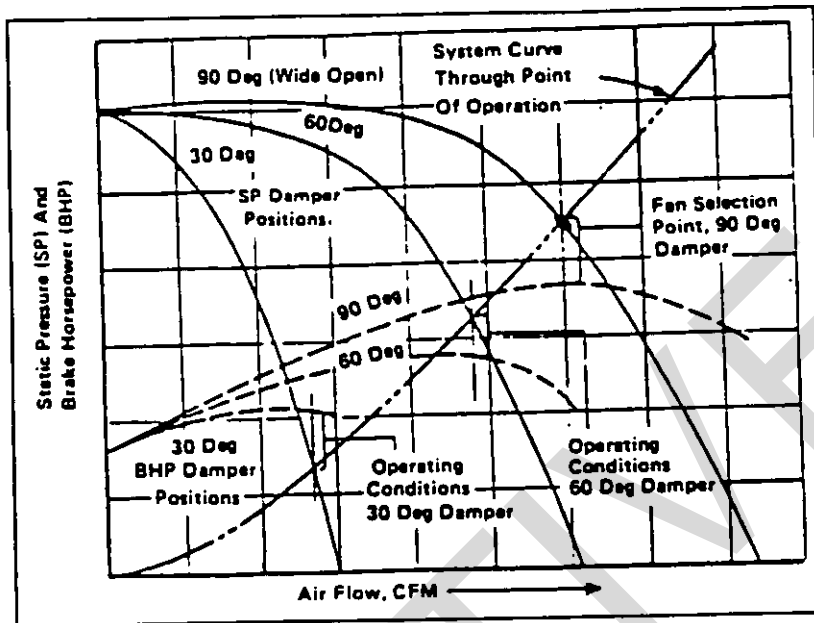 System Curve
Through Point
Of Operation
90 Deg (Wide Open)
60Deg
30 Deg
SP Damper
Positions.
Fan Selection
Point, 90 Deg
Damper
90 Deg
60 Deg
30 Deg
BHP Damper
Positions
Operating
Conditions
30 Deg Damper
Operating
Conditions
60 Deg Damper
Static Pressure (SP) And
Brake Horsepower (BHP)
Air Flow, CFM